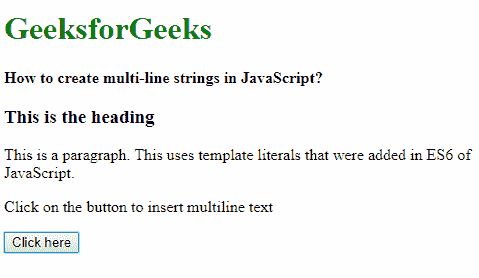 GeeksforGeeks
How to create multi-line strings in JavaScript?
This is the heading
This is a paragraph. This uses template literals that were added in ES6 of
JavaScript.
Click on the button to insert multiline text
Click here